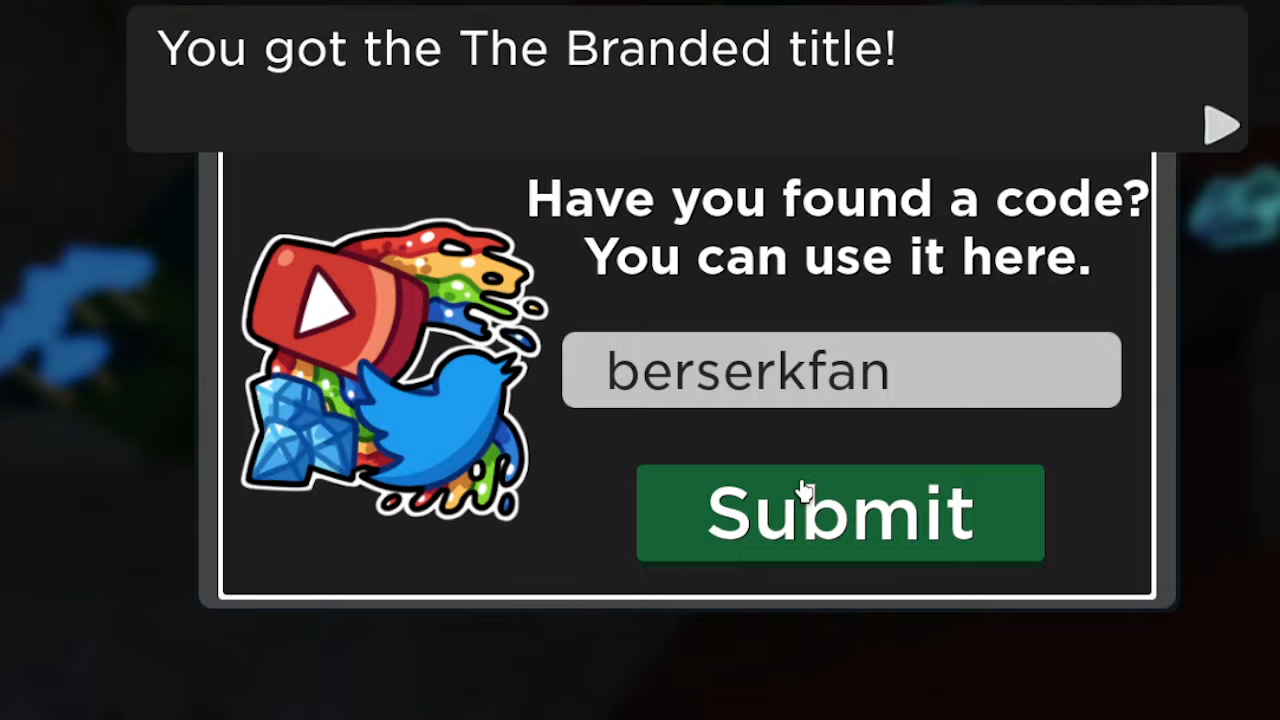 You got the The Branded title!
Have you found a code?
You can use it here.
berserkfan
Submit